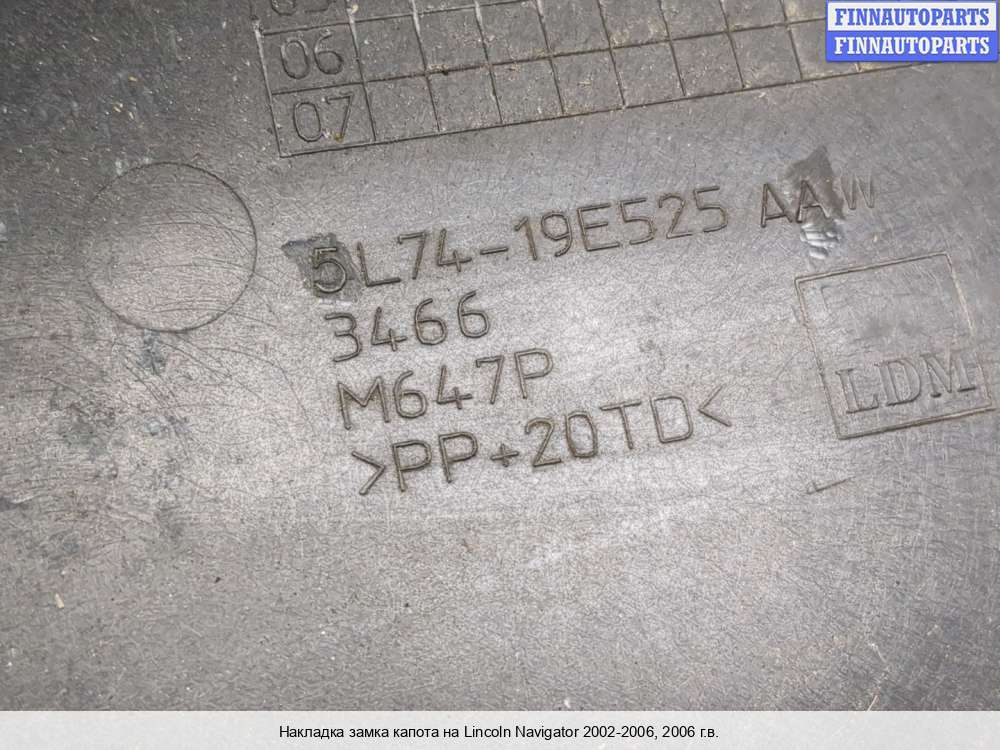 FINNAUTOPARTS
FINNAUTOPARTS
06
07
5L74-19E525 AAW
3466
M647P
>PP+20TD<
LDM
Накладка замка капота на Lincoln Navigator 2002-2006, 2006 г.в.